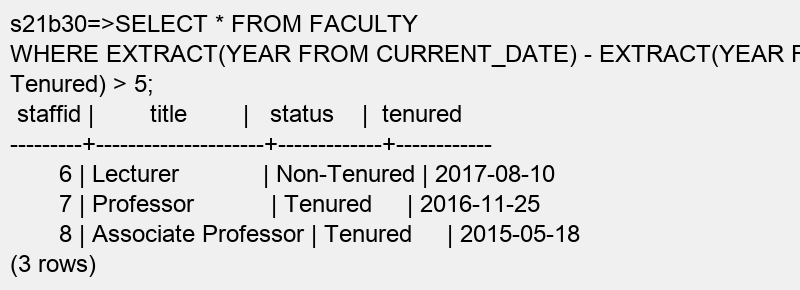 s21b30=>SELECT * FROM FACULTY
WHERE EXTRACT(YEAR FROM CURRENT_DATE) - EXTRACT(YEAR
Tenured) > 5;
staffid | title | status | tenured
---------+---------------------+-------------+------------
6 | Lecturer | Non-Tenured | 2017-08-10
7 | Professor | Tenured | 2016-11-25
8 | Associate Professor | Tenured | 2015-05-18
(3 rows)